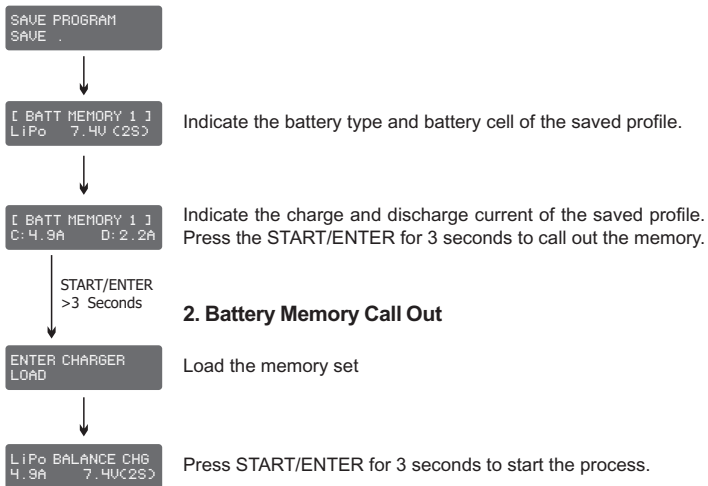 SAVE PROGRAM
SAVE .
[ BATT MEMORY 1 ]
LiPo 7.4V (2S)
Indicate the battery type and battery cell of the saved profile.
[ BATT MEMORY 1 ]
C:4.9A D:2.2A
Indicate the charge and discharge current of the saved profile.
Press the START/ENTER for 3 seconds to call out the memory.
START/ENTER
>3 Seconds
2. Battery Memory Call Out
ENTER CHARGER
LOAD
Load the memory set
LiPo BALANCE CHG
4.9A 7.4V(2S)
Press START/ENTER for 3 seconds to start the process.